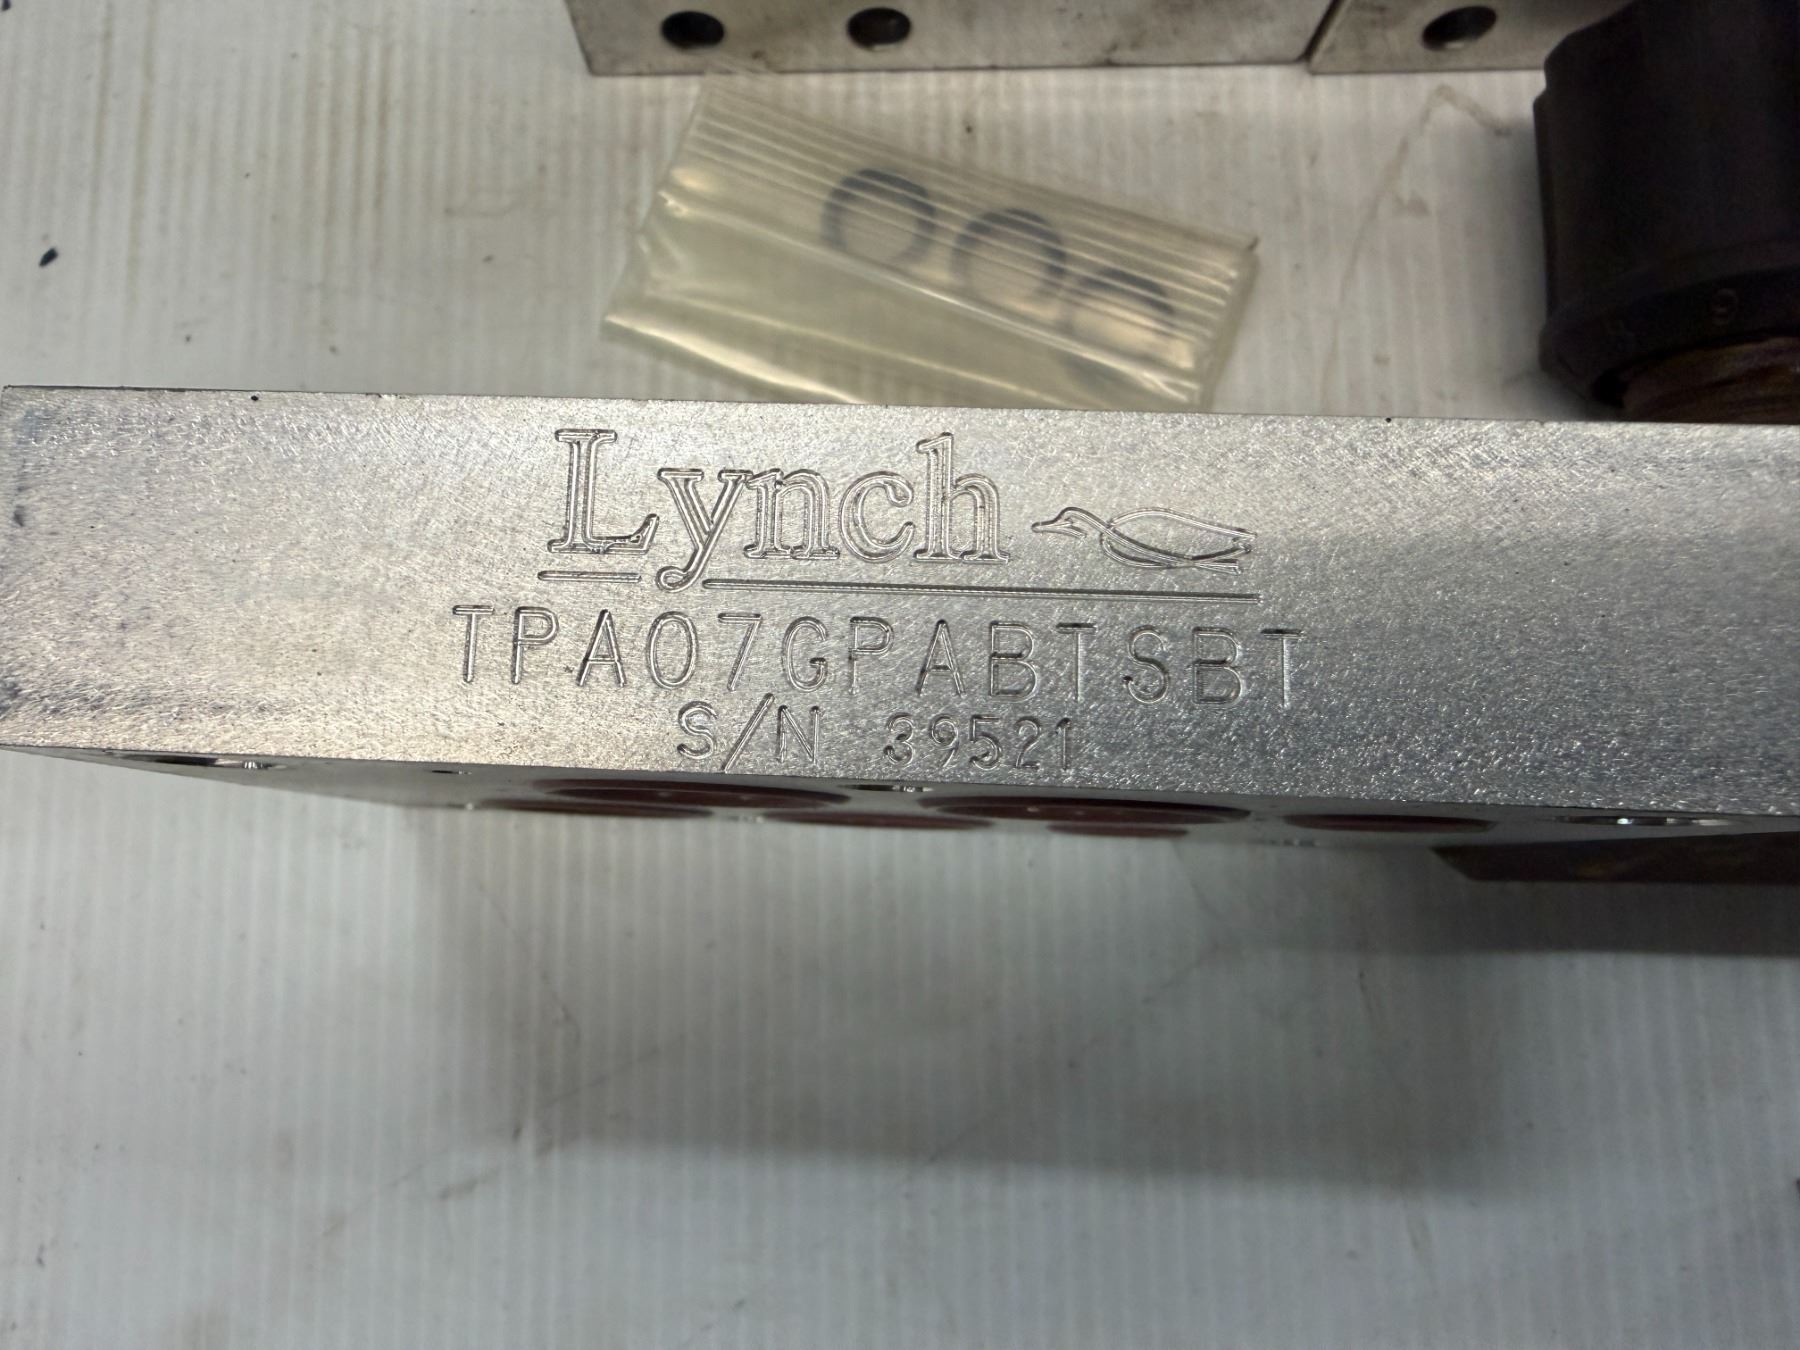 Lynch
TPA07GPABTSBT
S/N 39521